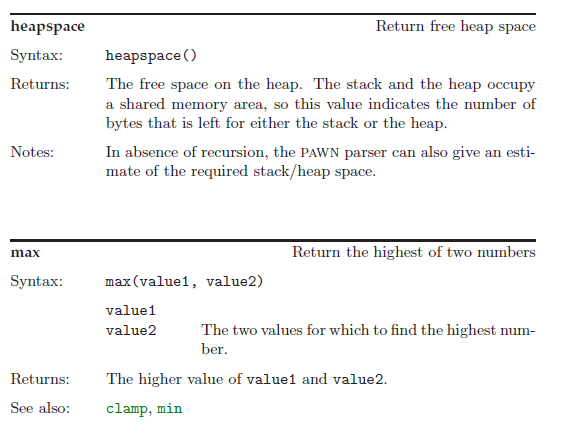 heapspace Return free heap space
Syntax: heapspace()
Returns: The free space on the heap. The stack and the heap occupy
a shared memory area, so this value indicates the number of
bytes that is left for either the stack or the heap.
Notes: In absence of recursion, the PAWN parser can also give an esti-
mate of the required stack/heap space.
max Return the highest of two numbers
Syntax: max(value1, value2)
value1
value2 The two values for which to find the highest num-
ber.
Returns: The higher value of value1 and value2.
See also: clamp, min